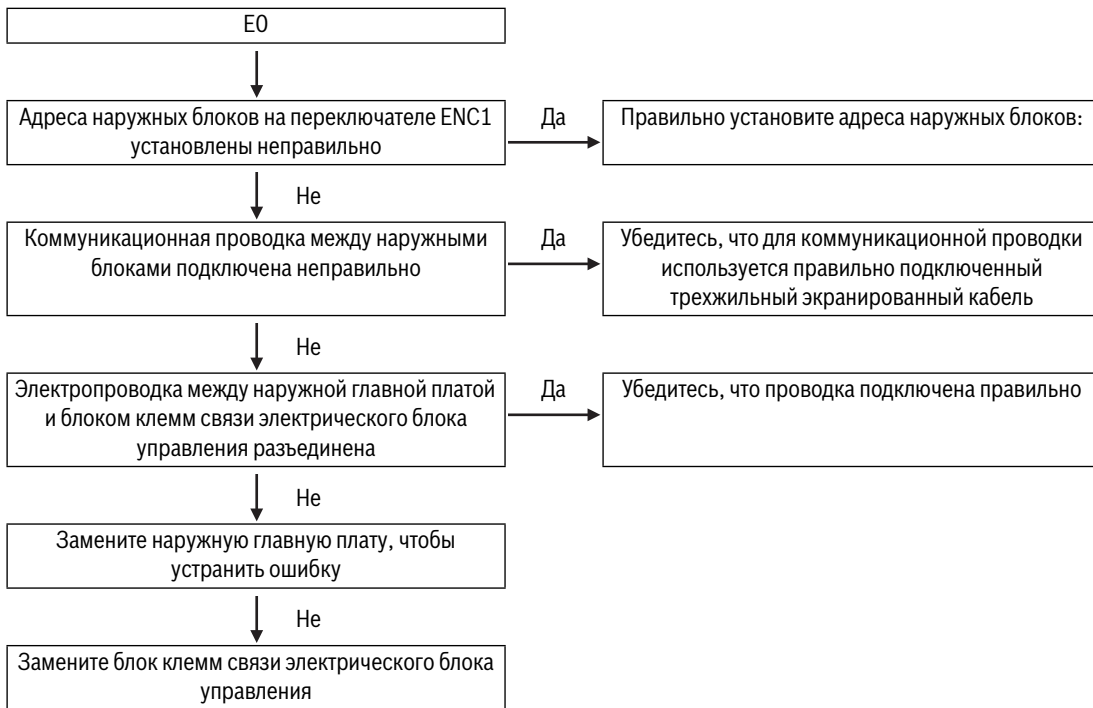 E0
Адреса наружных блоков на переключателе ENC1
установлены неправильно
Да
Правильно установите адреса наружных блоков:
Не
Коммуникационная проводка между наружными
блоками подключена неправильно
Да
Убедитесь, что для коммуникационной проводки
используется правильно подключенный
трехжильный экранированный кабель
Не
Электропроводка между наружной главной платой
и блоком клемм связи электрического блока
управления разъединена
Да
Убедитесь, что проводка подключена правильно
Не
Замените наружную главную плату, чтобы
устранить ошибку
Не
Замените блок клемм связи электрического блока
управления